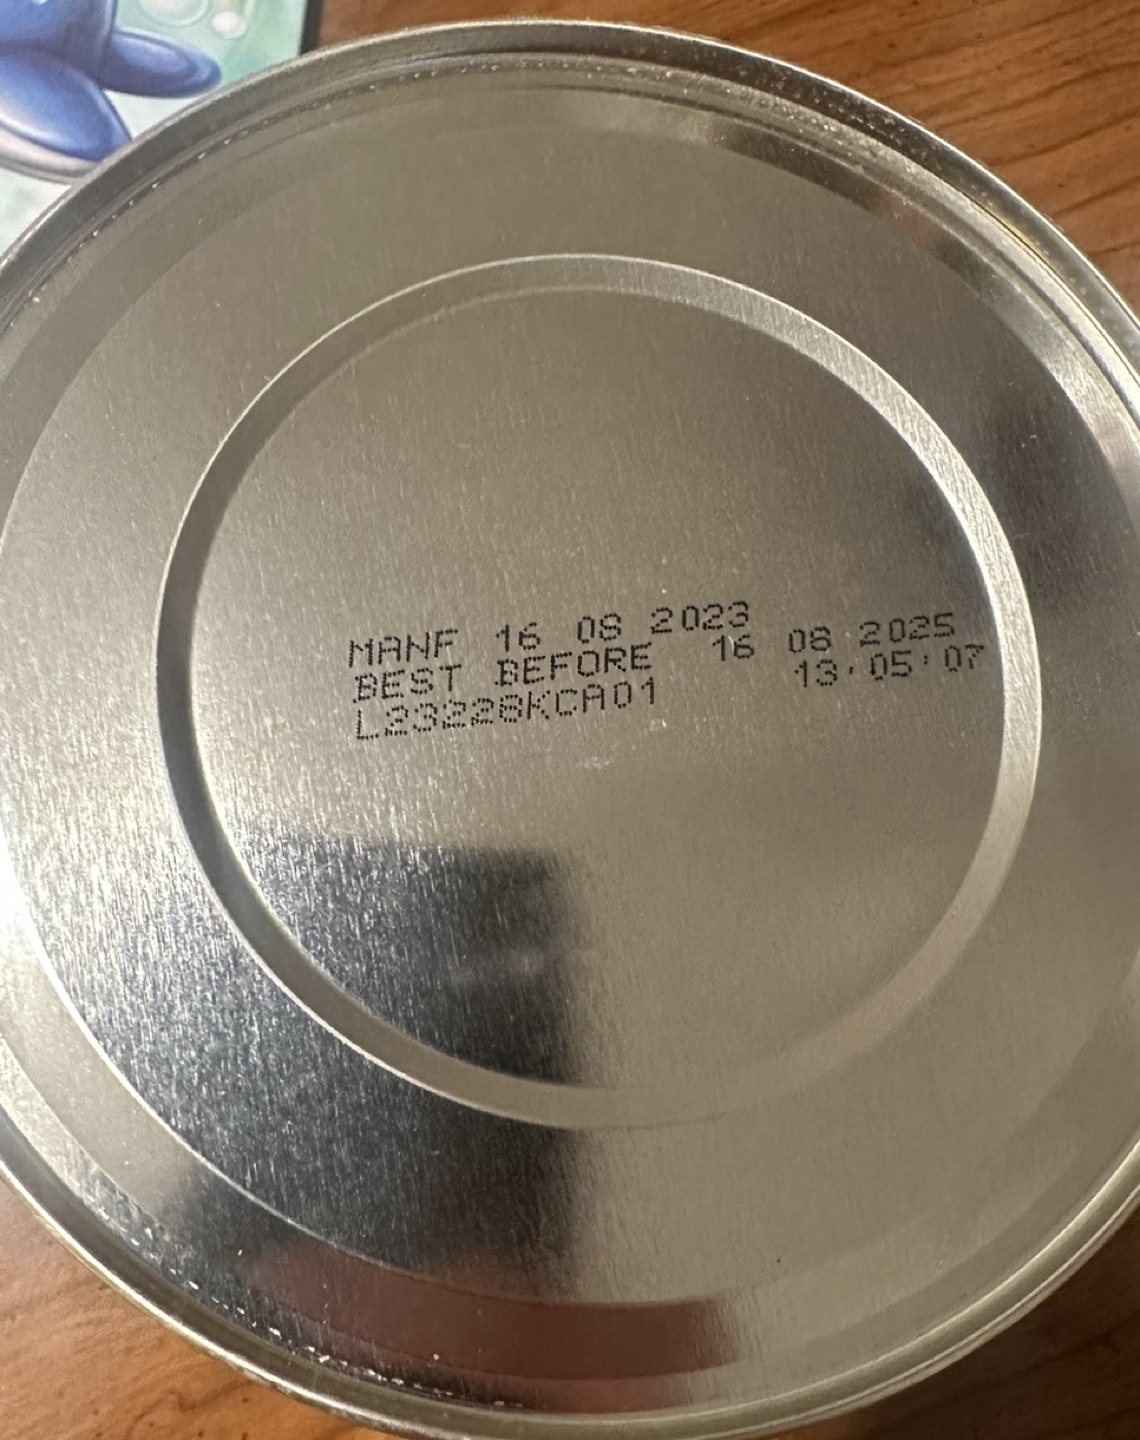 MANF 16 08 2023
BEST BEFORE 16 08 2025
L23228KCA01 13:05:07